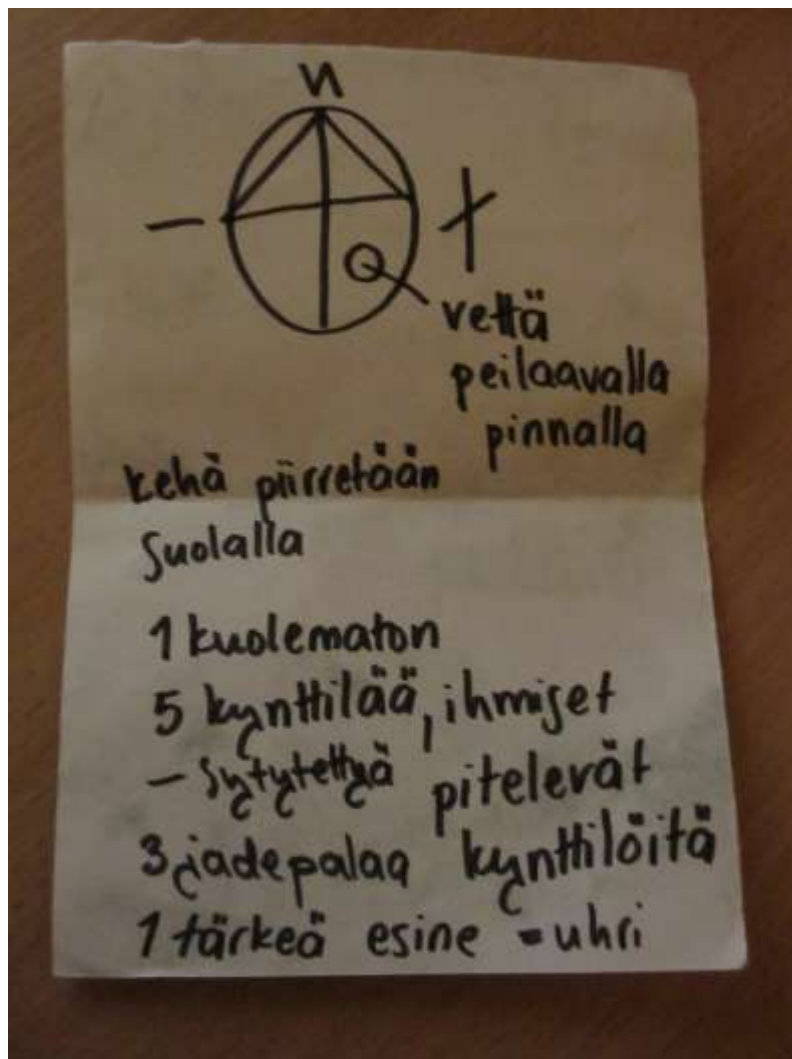 n
- +
vettä
peilaavalla
pinnalla
kehä piirretään
Suolalla
1 kuolematon
5 kynttilää, ihmiset
- Sytytettyä pitelevät
3 jadepalaa kynttilöitä
1 tärkeä esine = uhri